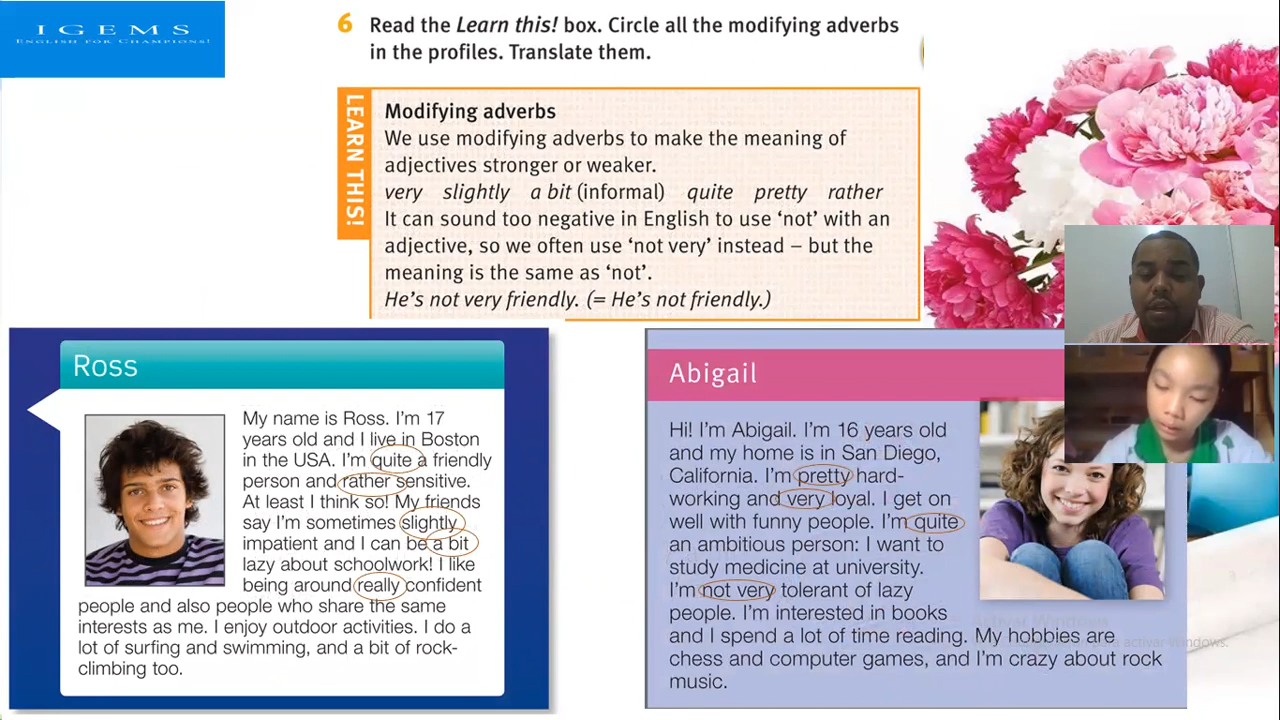 IGEMS
ENGLISH FOR CHAMPIONS!
6 Read the Learn this! box. Circle all the modifying adverbs
in the profiles. Translate them.
LEARN THIS!
Modifying adverbs
We use modifying adverbs to make the meaning of
adjectives stronger or weaker.
very slightly a bit (informal) quite pretty rather
It can sound too negative in English to use ‘not’ with an
adjective, so we often use ‘not very’ instead – but the
meaning is the same as ‘not’.
He’s not very friendly. (= He’s not friendly.)
Ross
My name is Ross. I’m 17
years old and I live in Boston
in the USA. I’m quite a friendly
person and rather sensitive.
At least I think so! My friends
say I’m sometimes slightly
impatient and I can be a bit
lazy about schoolwork! I like
being around really confident
people and also people who share the same
interests as me. I enjoy outdoor activities. I do a
lot of surfing and swimming, and a bit of rock-
climbing too.
Abigail
Hi! I’m Abigail. I’m 16 years old
and my home is in San Diego,
California. I’m pretty hard-
working and very loyal. I get on
well with funny people. I’m quite
an ambitious person: I want to
study medicine at university.
I’m not very tolerant of lazy
people. I’m interested in books
and I spend a lot of time reading. My hobbies are
chess and computer games, and I’m crazy about rock
music.
Activar Windows
para activar Windows.